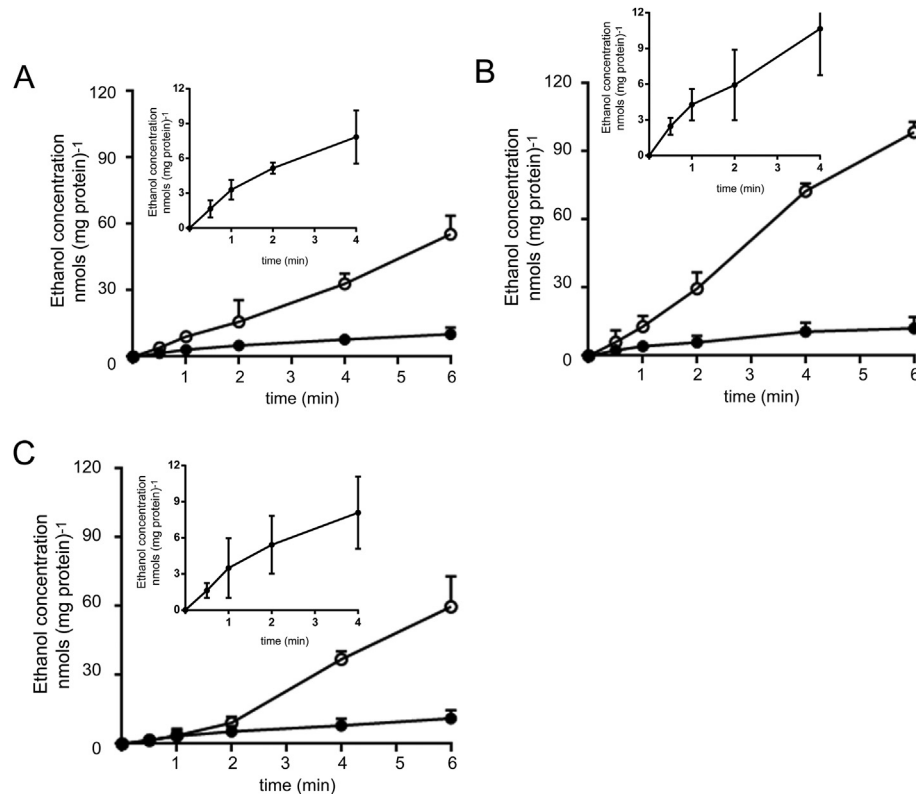 A
120
90
60
30
0
Ethanol concentration
nmols (mg protein)-1
1 2 3 4 5 6
time (min)
12
9
6
3
0
Ethanol concentration
nmols (mg protein)-1
1 2 3 4
time (min)
B
120
90
60
30
0
Ethanol concentration
nmols (mg protein)-1
1 2 3 4 5 6
time (min)
12
9
6
3
0
Ethanol concentration
nmols (mg protein)-1
1 2 3 4
time (min)
C
120
90
60
30
0
Ethanol concentration
nmols (mg protein)-1
1 2 3 4 5 6
time (min)
12
9
6
3
0
Ethanol concentration
nmols (mg protein)-1
1 2 3 4
time (min)